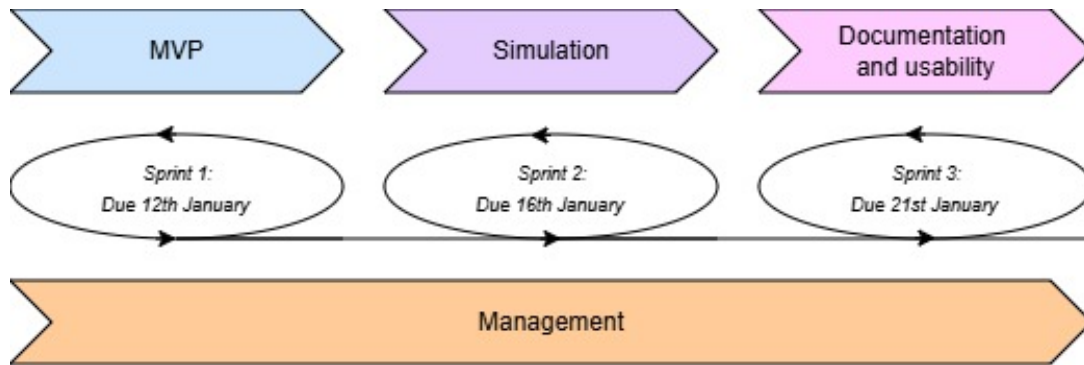 MVP
Simulation
Documentation
and usability
Sprint 1:
Due 12th January
Sprint 2:
Due 16th January
Sprint 3:
Due 21st January
Management